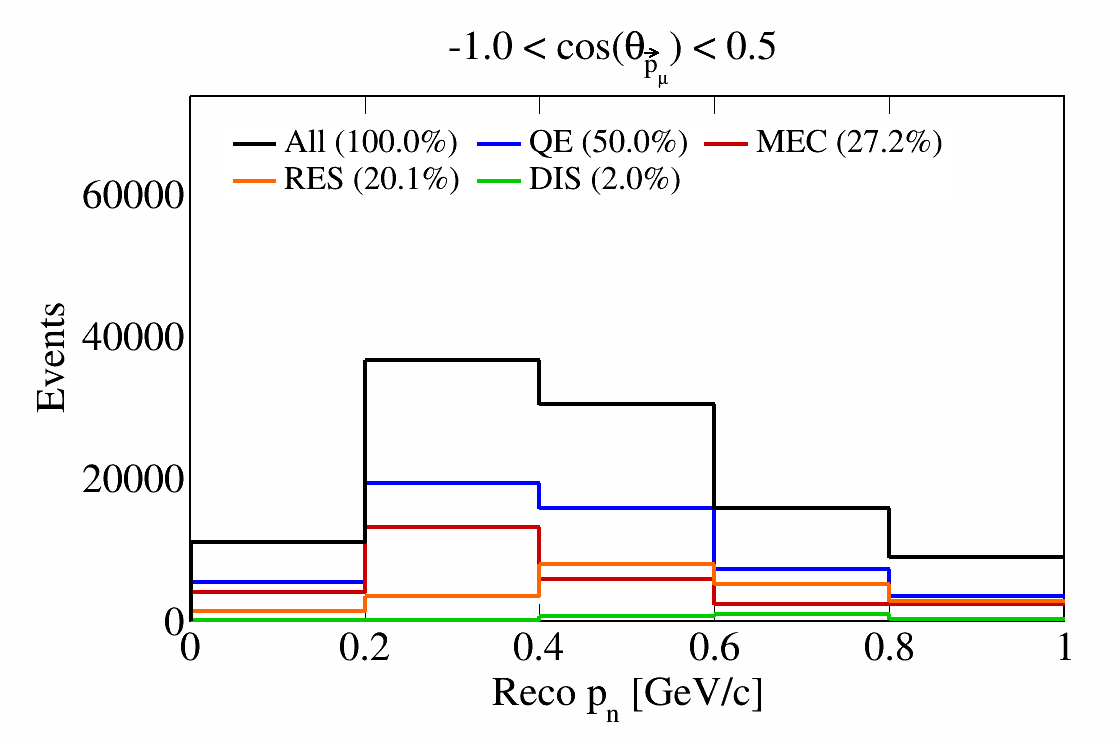 -1.0 < cos(θ_{\vec{p}_μ}) < 0.5
All (100.0%) QE (50.0%) MEC (27.2%)
RES (20.1%) DIS (2.0%)
60000
40000
20000
0
Events
0 0.2 0.4 0.6 0.8 1
Reco p_n [GeV/c]